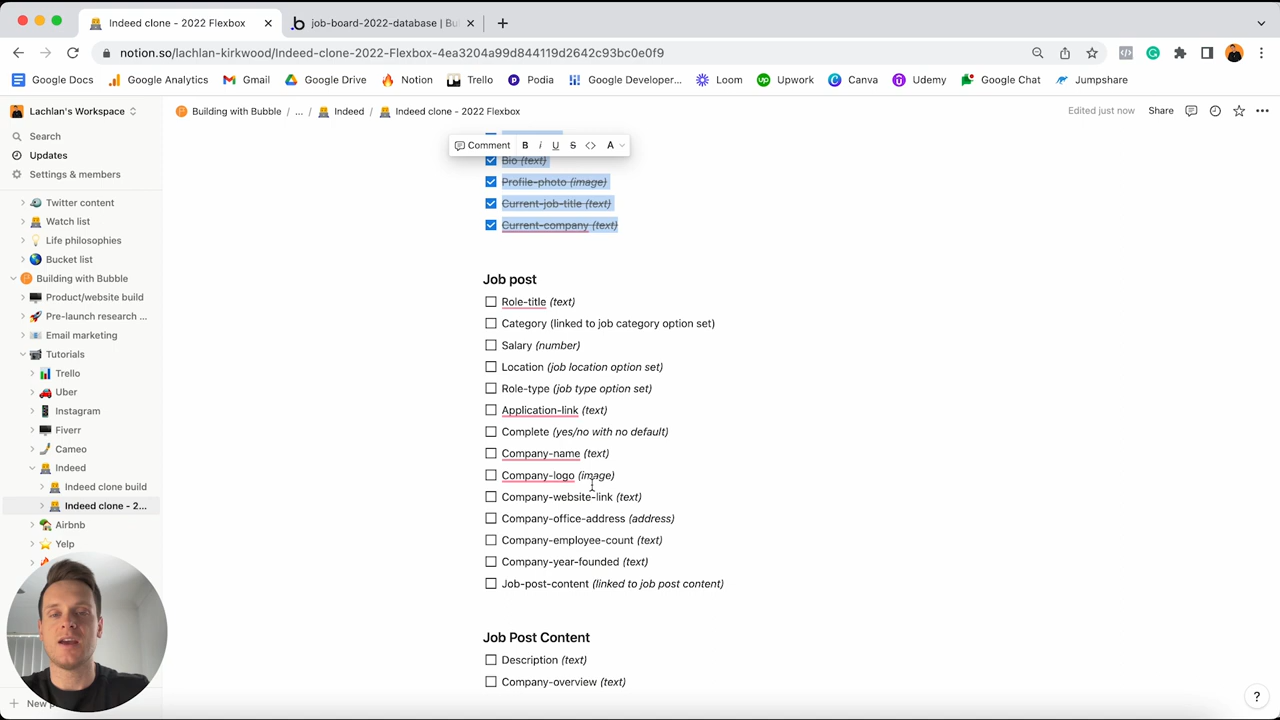 Indeed clone - 2022 Flexbox
job-board-2022-database | Bu
notion.so/lachlan-kirkwood/Indeed-clone-2022-Flexbox-4ea3204a99d844119d2642c93bc0e0f9
Google Docs
Google Analytics
Gmail
Google Drive
Notion
Trello
Podia
Google Developer...
Loom
Upwork
Canva
Udemy
Google Chat
Jumpshare
Lachlan's Workspace
Building with Bubble / ... / Indeed / Indeed clone - 2022 Flexbox
Edited just now
Share
Search
Updates
Settings & members
Twitter content
Watch list
Life philosophies
Bucket list
Building with Bubble
Product/website build
Pre-launch research ...
Email marketing
Tutorials
Trello
Uber
Instagram
Fiverr
Cameo
Indeed
Indeed clone build
Indeed clone - 2...
Airbnb
Yelp
New p
Comment B i U S <> A
Bio (text)
Profile-photo (image)
Current-job-title (text)
Current-company (text)
Job post
Role-title (text)
Category (linked to job category option set)
Salary (number)
Location (job location option set)
Role-type (job type option set)
Application-link (text)
Complete (yes/no with no default)
Company-name (text)
Company-logo (image)
Company-website-link (text)
Company-office-address (address)
Company-employee-count (text)
Company-year-founded (text)
Job-post-content (linked to job post content)
Job Post Content
Description (text)
Company-overview (text)
?